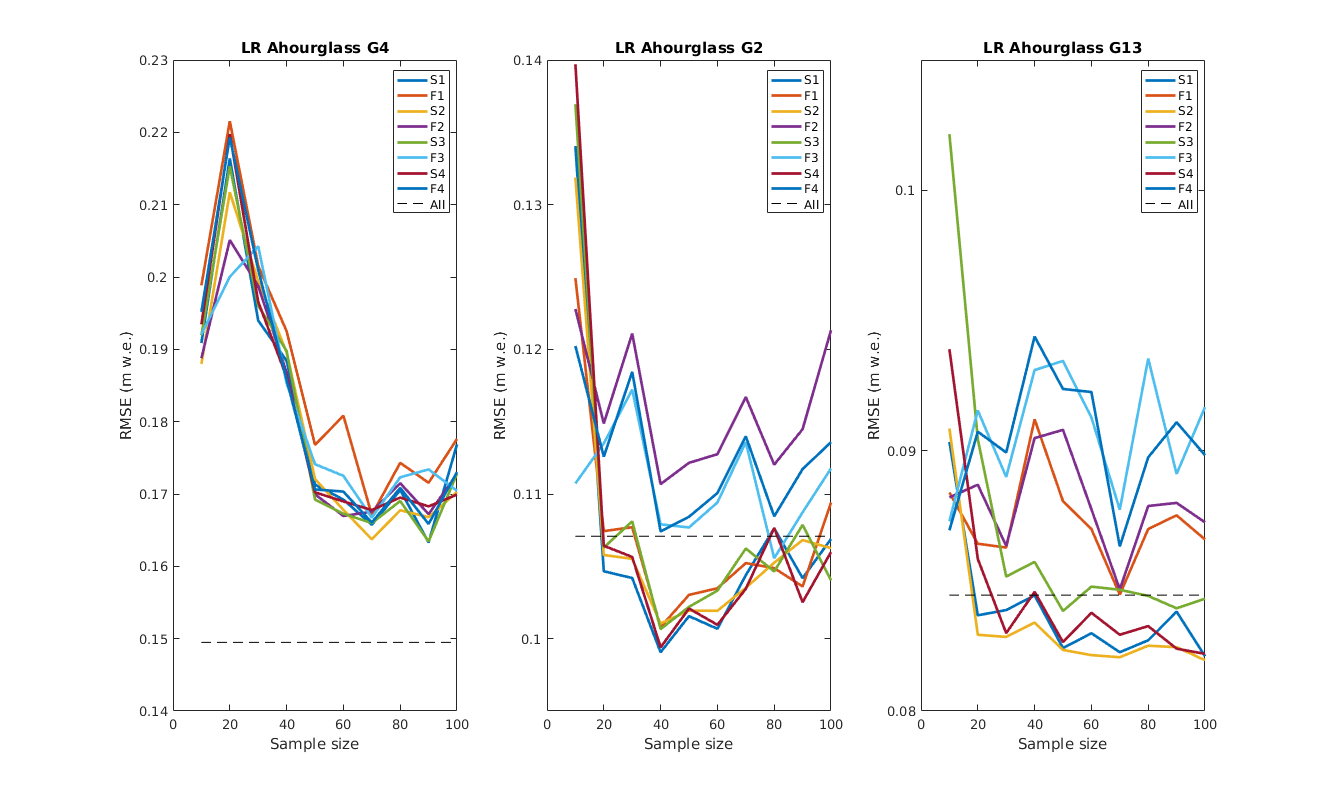 LR Ahourglass G4
0.23
0.22
0.21
0.2
0.19
0.18
0.17
0.16
0.15
0.14
RMSE (m w.e.)
0 20 40 60 80 100
Sample size
S1
F1
S2
F2
S3
F3
S4
F4
All
LR Ahourglass G2
0.14
0.13
0.12
0.11
0.1
RMSE (m w.e.)
0 20 40 60 80 100
Sample size
S1
F1
S2
F2
S3
F3
S4
F4
All
LR Ahourglass G13
0.1
0.09
0.08
RMSE (m w.e.)
0 20 40 60 80 100
Sample size
S1
F1
S2
F2
S3
F3
S4
F4
All